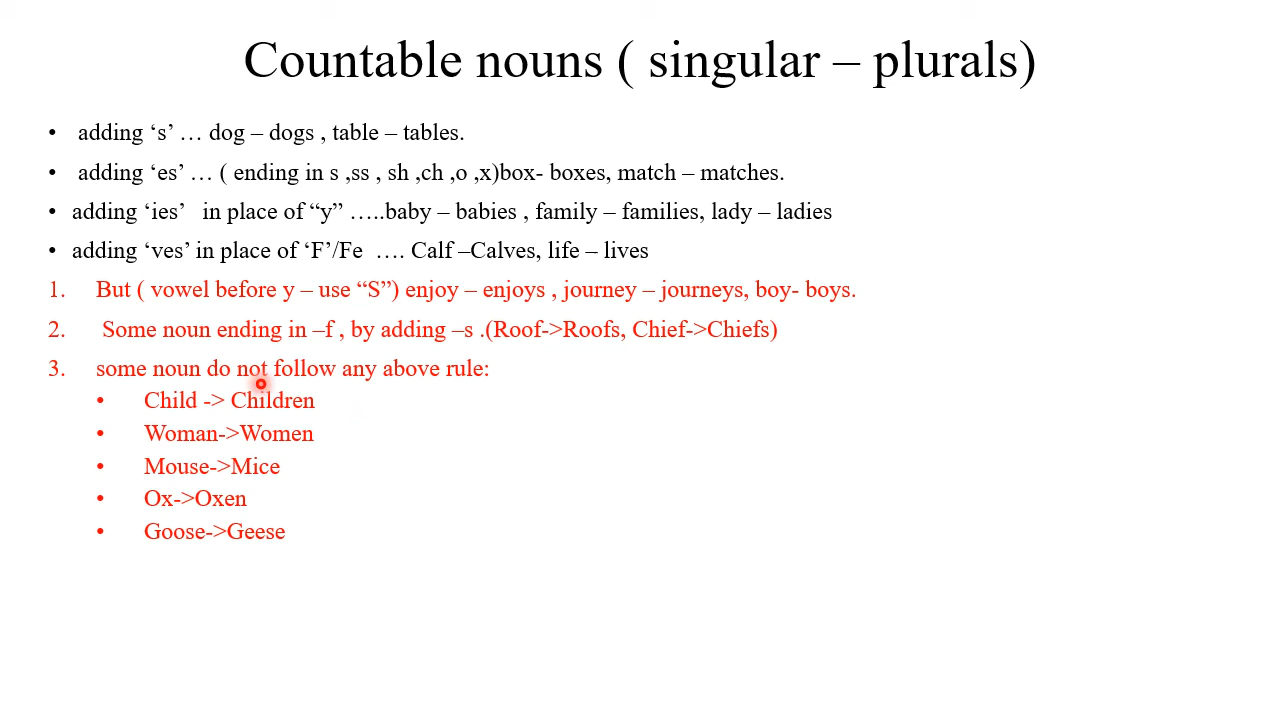 Countable nouns ( singular – plurals)
• adding ‘s’ … dog – dogs , table – tables.
• adding ‘es’ … ( ending in s ,ss , sh ,ch ,o ,x)box- boxes, match – matches.
• adding ‘ies’ in place of “y” …..baby – babies , family – families, lady – ladies
• adding ‘ves’ in place of ‘F’/Fe …. Calf –Calves, life – lives
1. But ( vowel before y – use “S”) enjoy – enjoys , journey – journeys, boy- boys.
2. Some noun ending in –f , by adding –s .(Roof->Roofs, Chief->Chiefs)
3. some noun do not follow any above rule:
• Child -> Children
• Woman->Women
• Mouse->Mice
• Ox->Oxen
• Goose->Geese